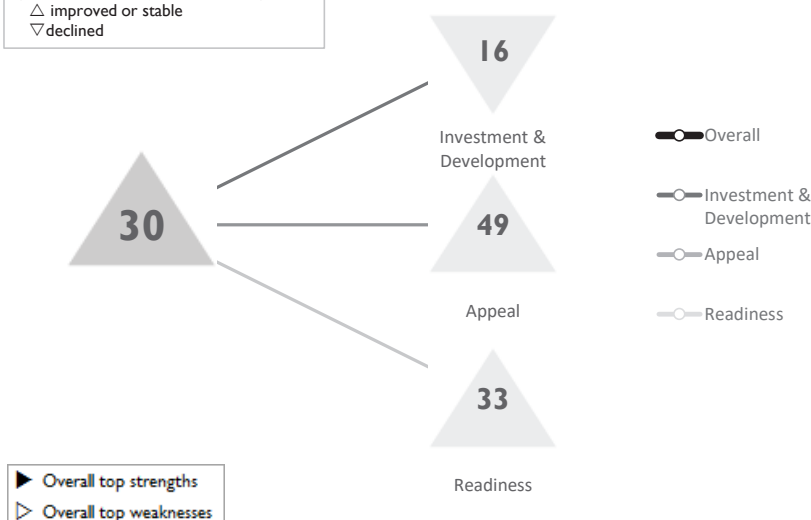 △ improved or stable
▽ declined
16
Investment &
Development
30
49
Appeal
33
Readiness
Overall
Investment &
Development
Appeal
Readiness
▶ Overall top strengths
▷ Overall top weaknesses